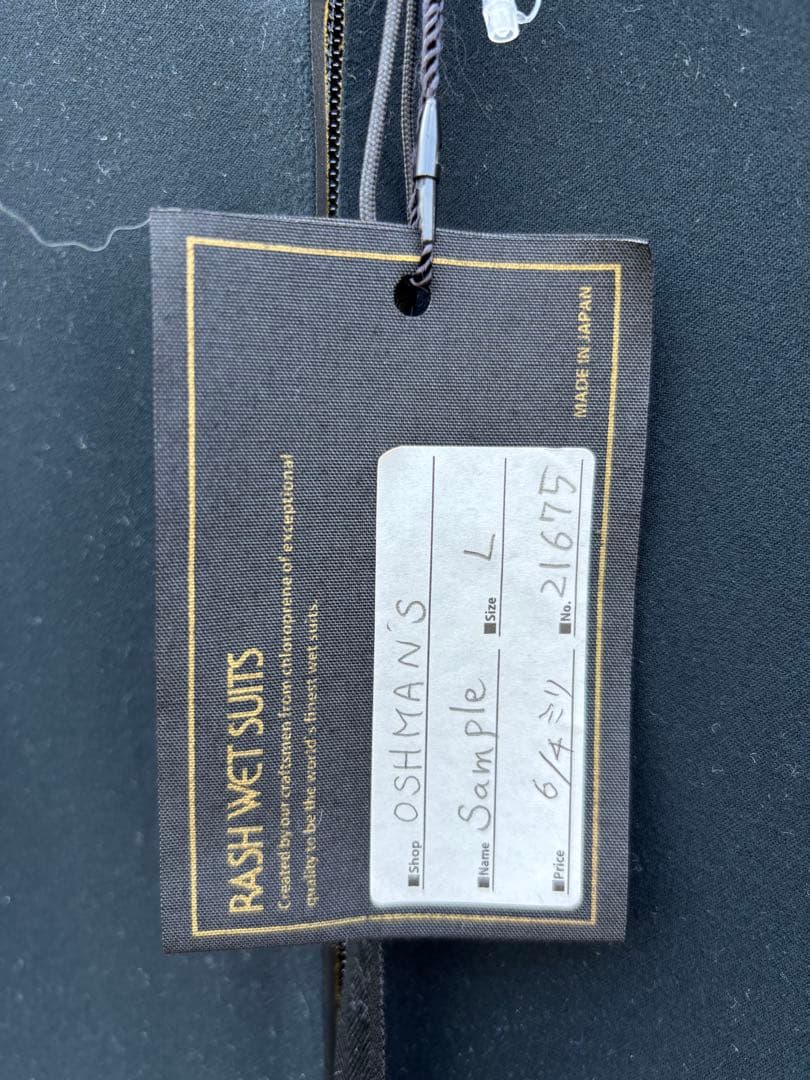 RASH WET SUITS
Created by our craftsmen from chloroprene of exceptional
quality to be the world's finest wet suits.
■Shop OSHMAN'S
■Name Sample ■Size L
■Price 6/4ミリ ■No. 21675
MADE IN JAPAN